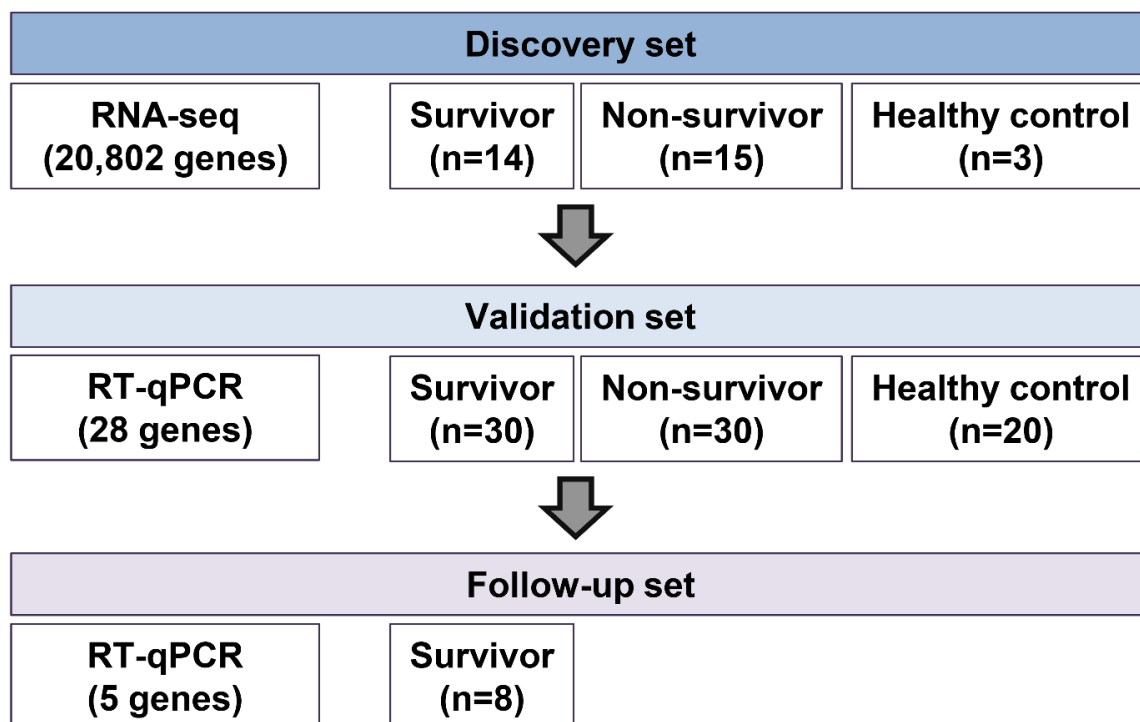 Discovery set
RNA-seq
(20,802 genes)
Survivor
(n=14)
Non-survivor
(n=15)
Healthy control
(n=3)
Validation set
RT-qPCR
(28 genes)
Survivor
(n=30)
Non-survivor
(n=30)
Healthy control
(n=20)
Follow-up set
RT-qPCR
(5 genes)
Survivor
(n=8)